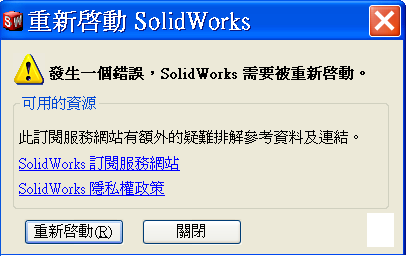 重新啓動 SolidWorks
發生一個錯誤，SolidWorks 需要被重新啓動。
可用的資源
此訂閱服務網站有額外的疑難排解參考資料及連結。
SolidWorks 訂閱服務網站
SolidWorks 隱私權政策
重新啓動(R) 關閉